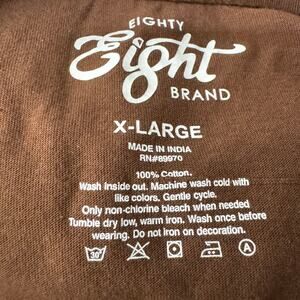 EIGHTY
Eight
BRAND
X-LARGE
MADE IN INDIA
RN#89970
100% Cotton.
Wash Inside out. Machine wash cold with
like colors. Gentle cycle.
Only non-chlorine bleach when needed
Tumble dry low, warm iron. Wash once before
wearing. Do not iron on decoration.
30°
A